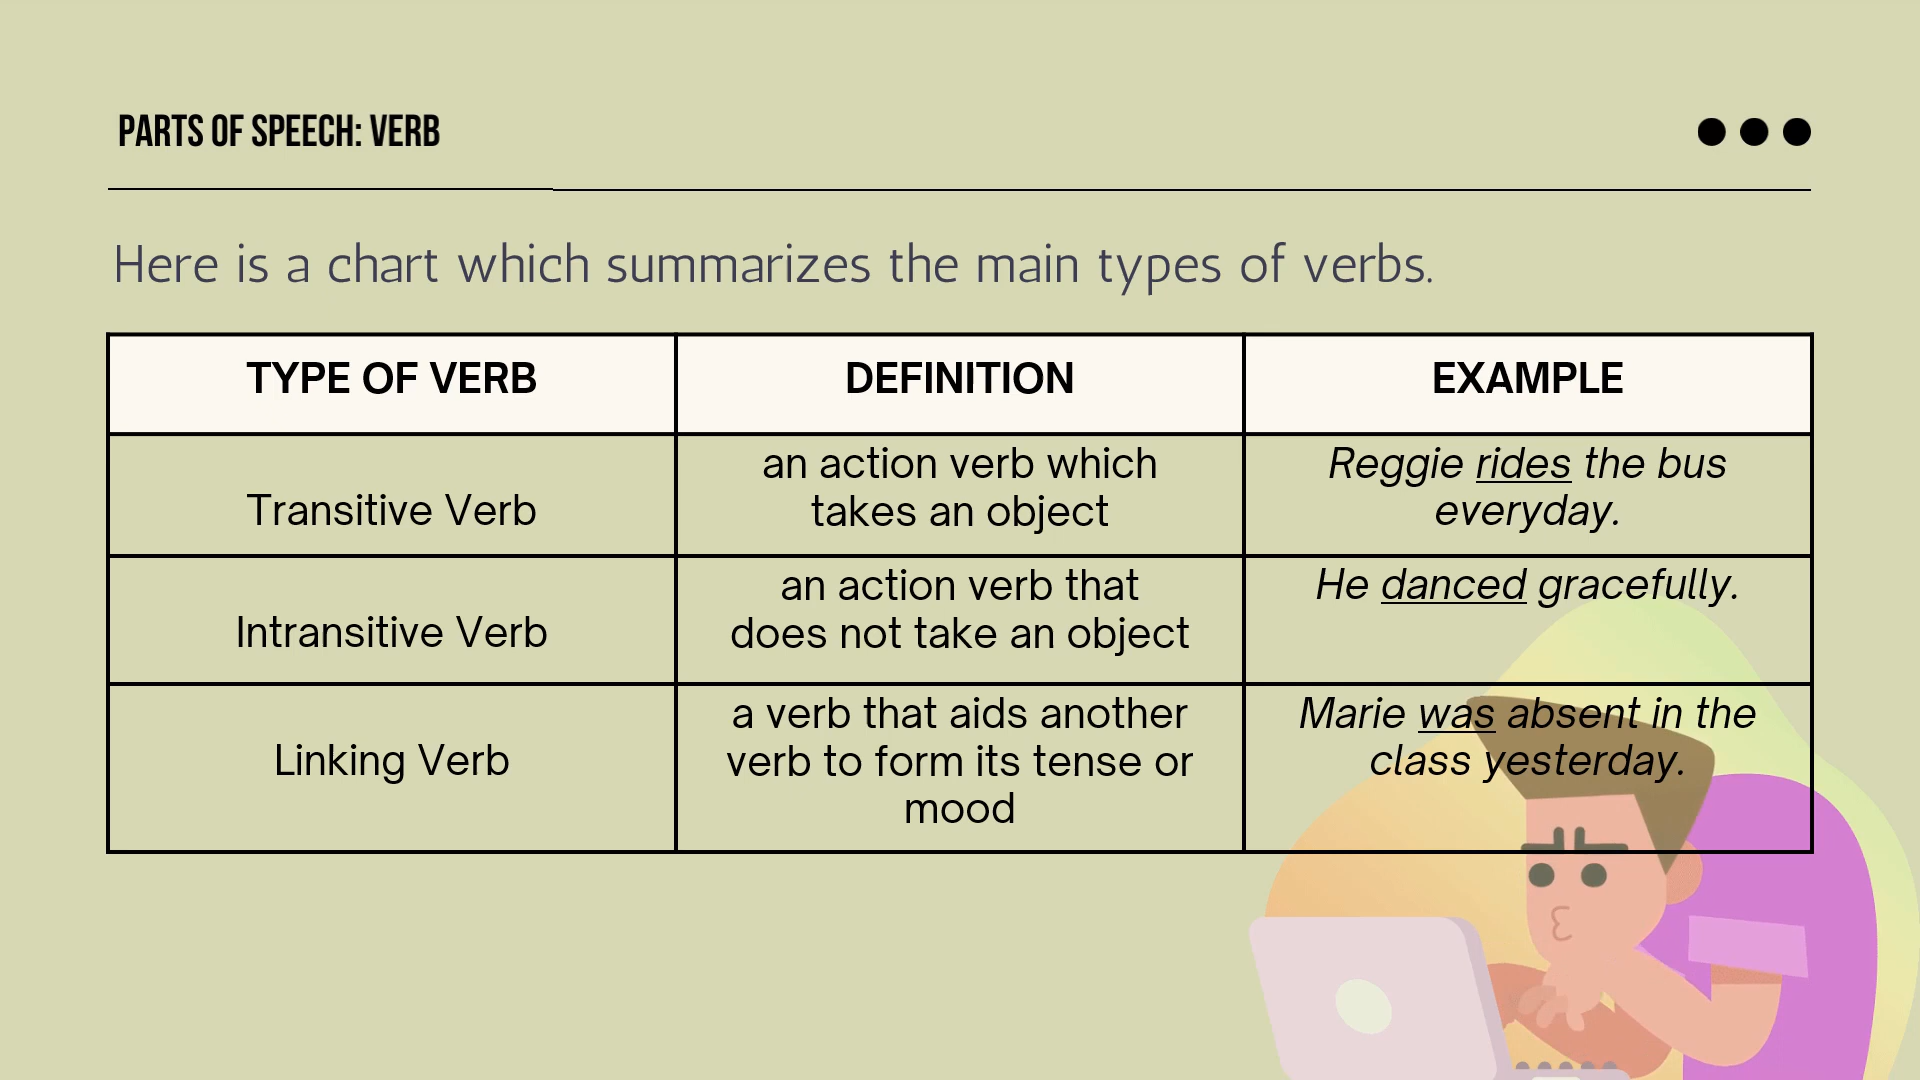 PARTS OF SPEECH: VERB
Here is a chart which summarizes the main types of verbs.
TYPE OF VERB
DEFINITION
EXAMPLE
Transitive Verb
an action verb which
takes an object
Reggie rides the bus
everyday.
Intransitive Verb
an action verb that
does not take an object
He danced gracefully.
Linking Verb
a verb that aids another
verb to form its tense or
mood
Marie was absent in the
class yesterday.